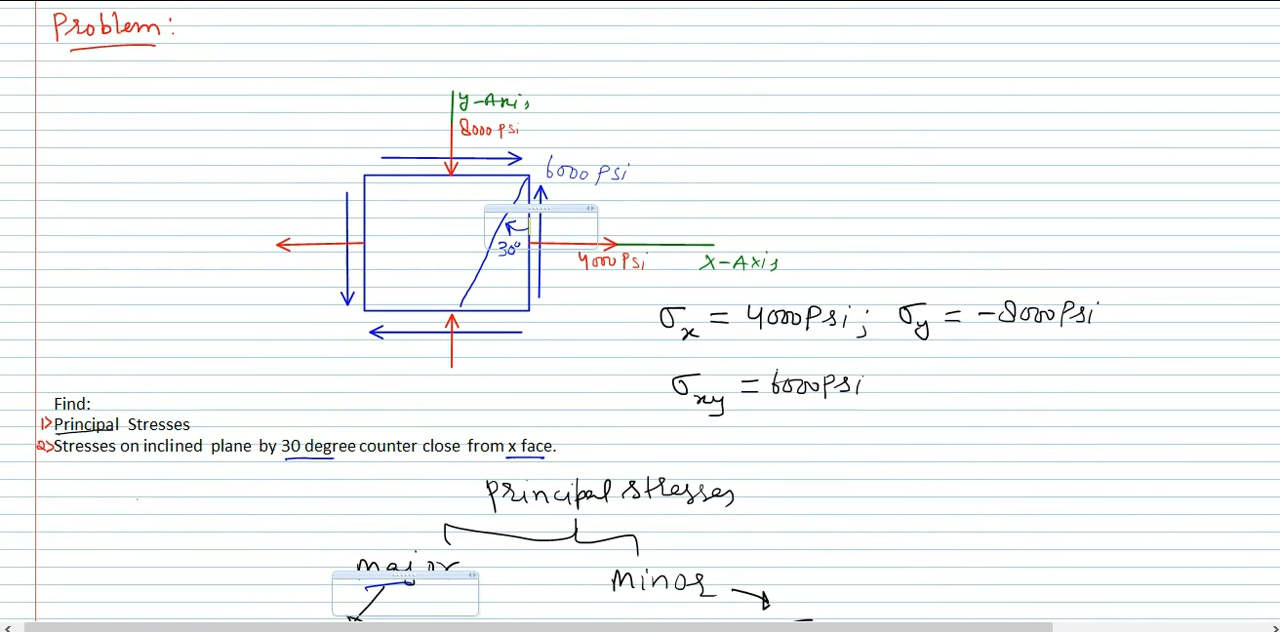 Problem:
Y-Axis
8000 psi
6000 psi
30°
4000 psi
X-Axis
σx = 4000 psi; σy = -8000 psi
σxy = 6000 psi
Find:
1>Principal Stresses
2>Stresses on inclined plane by 30 degree counter close from x face.
principal stresses
major
Minor